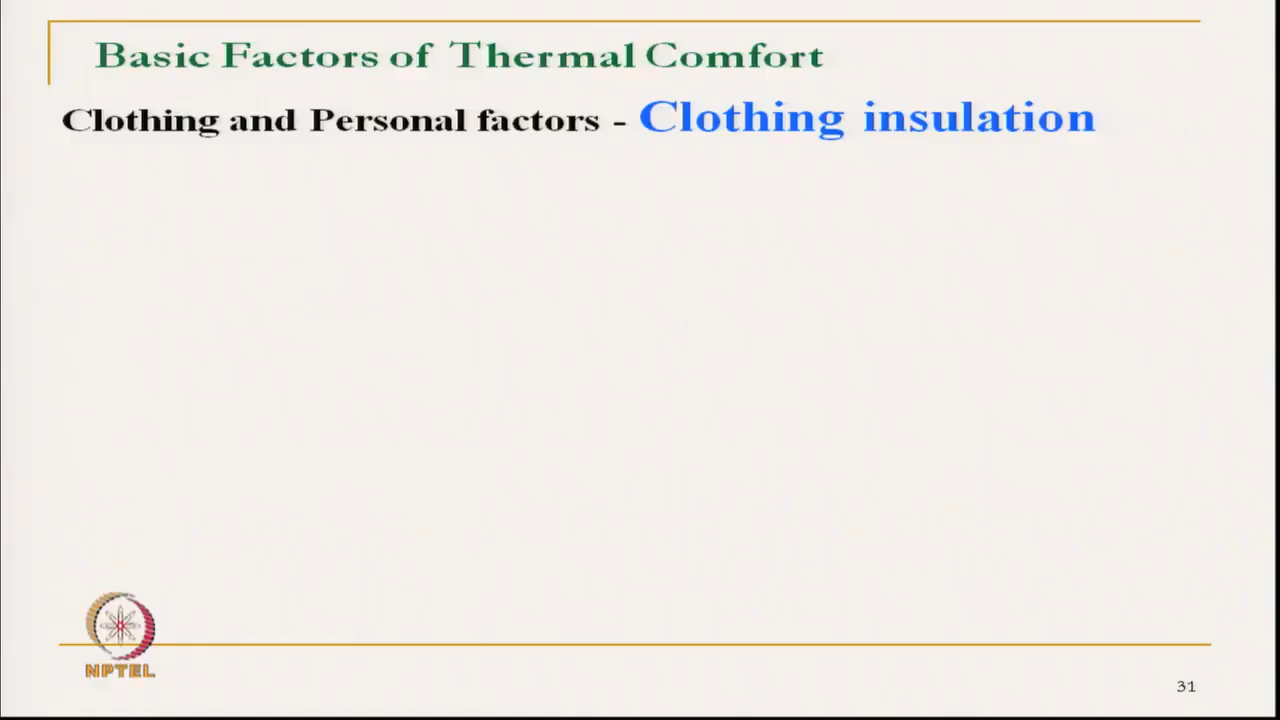 Basic Factors of Thermal Comfort
Clothing and Personal factors - Clothing insulation
NPTEL
31